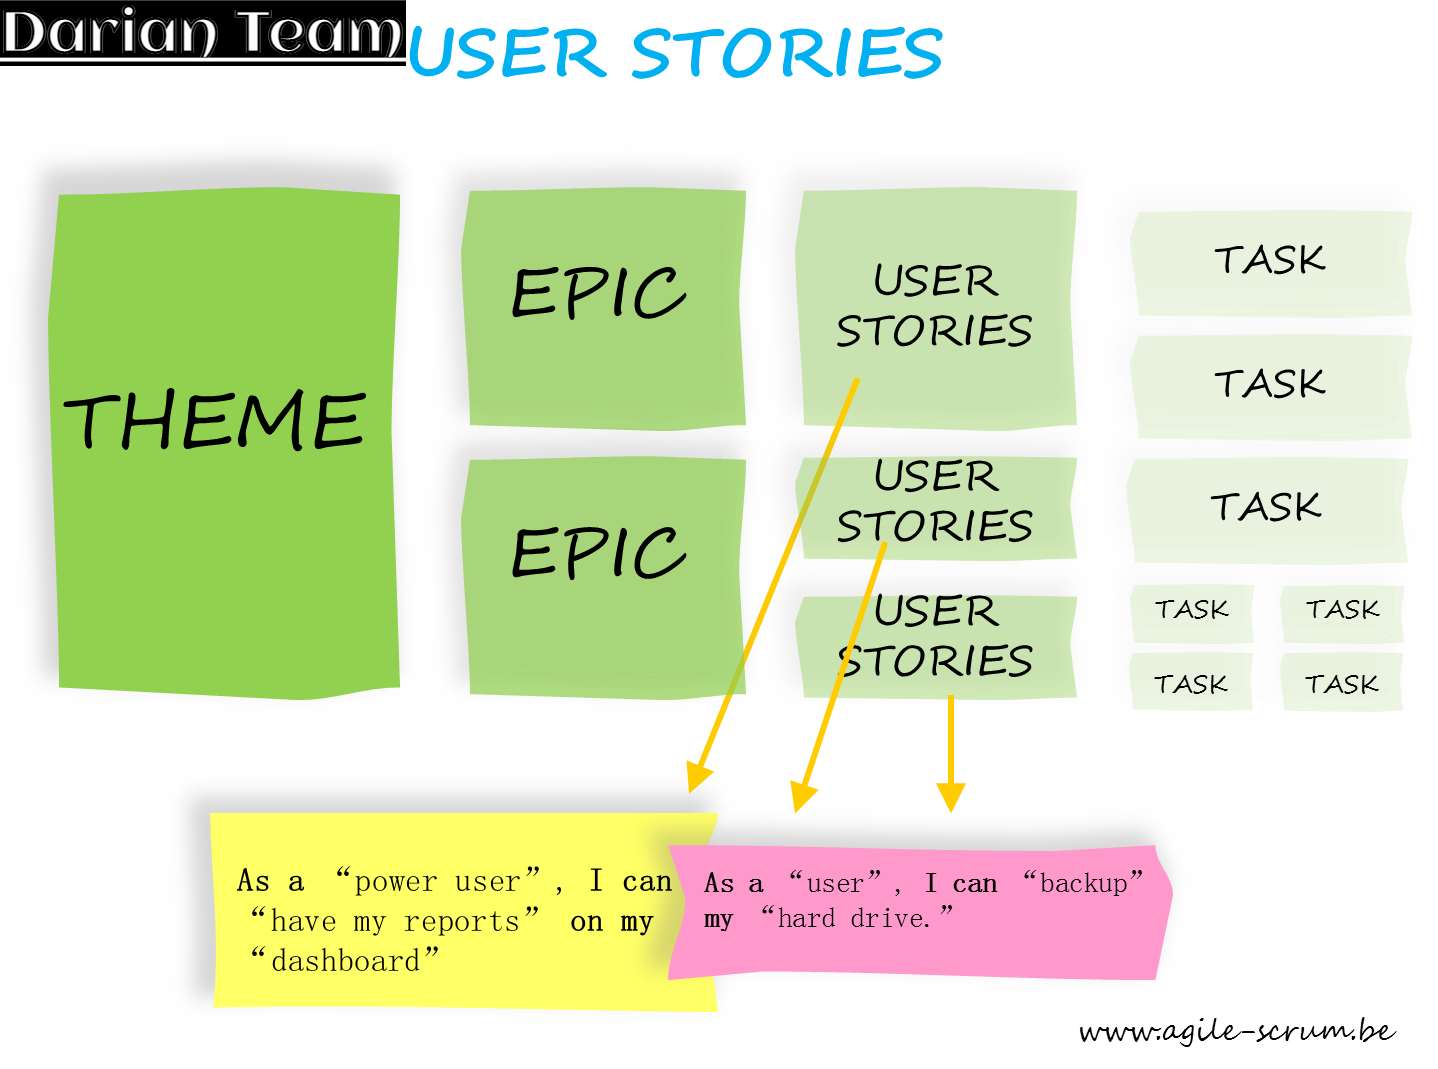 Darian Team
USER STORIES
THEME
EPIC
EPIC
USER
STORIES
USER
STORIES
USER
STORIES
TASK
TASK
TASK
TASK TASK
TASK TASK
As a “power user”, I can
“have my reports” on my
“dashboard”
As a “user”, I can “backup”
my “hard drive.”
www.agile-scrum.be